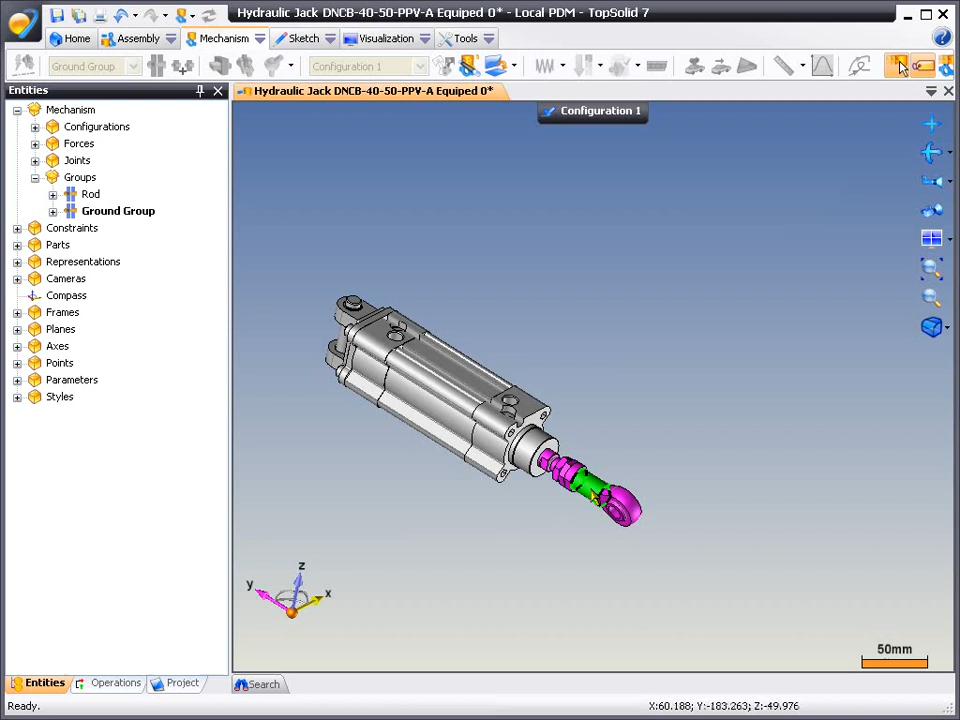 Hydraulic Jack DNCB-40-50-PPV-A Equiped 0* - Local PDM - TopSolid 7
Home Assembly Mechanism Sketch Visualization Tools
Ground Group Configuration 1
Entities
Hydraulic Jack DNCB-40-50-PPV-A Equiped 0*
Configuration 1
Mechanism
Configurations
Forces
Joints
Groups
Rod
Ground Group
Constraints
Parts
Representations
Cameras
Compass
Frames
Planes
Axes
Points
Parameters
Styles
z
y
x
50mm
Entities Operations Project Search
Ready. X:60.188; Y:-183.263; Z:-49.976